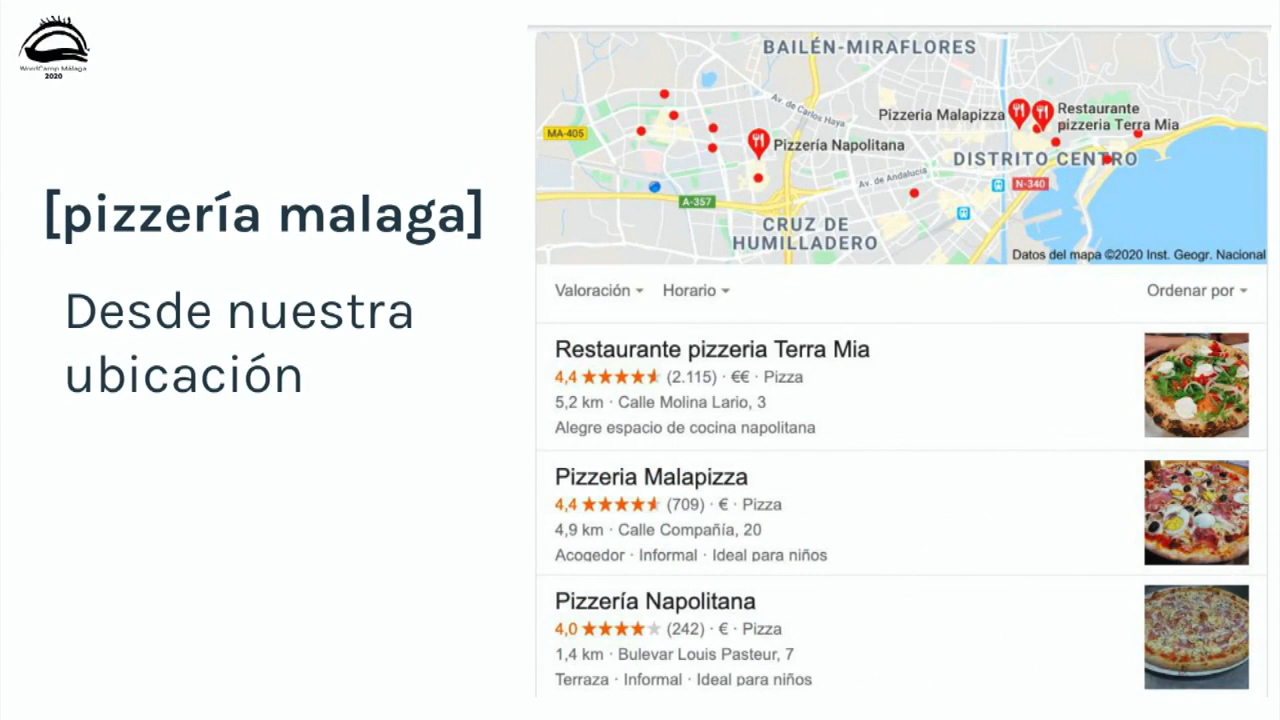 WordCamp Málaga
2020
[pizzería malaga]
Desde nuestra
ubicación
BAILÉN-MIRAFLORES
Av. de Carlos Haya
MA-405
Pizzeria Malapizza
Restaurante
pizzeria Terra Mia
Pizzería Napolitana
DISTRITO CENTRO
Av. de Andalucía
N-340
A-357
CRUZ DE
HUMILLADERO
Datos del mapa ©2020 Inst. Geogr. Nacional
Valoración Horario Ordenar por
Restaurante pizzeria Terra Mia
4,4 (2.115) · €€ · Pizza
5,2 km · Calle Molina Lario, 3
Alegre espacio de cocina napolitana
Pizzeria Malapizza
4,4 (709) · € · Pizza
4,9 km · Calle Compañía, 20
Acogedor · Informal · Ideal para niños
Pizzería Napolitana
4,0 (242) · € · Pizza
1,4 km · Bulevar Louis Pasteur, 7
Terraza · Informal · Ideal para niños